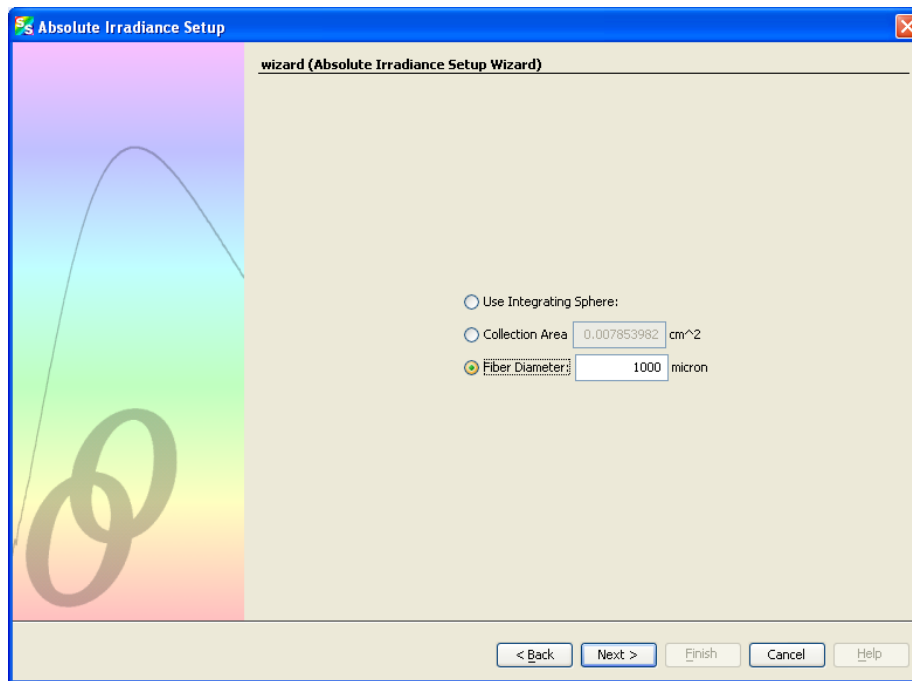 Absolute Irradiance Setup
wizard (Absolute Irradiance Setup Wizard)
Use Integrating Sphere:
Collection Area 0.007853982 cm^2
Fiber Diameter: 1000 micron
< Back Next > Finish Cancel Help